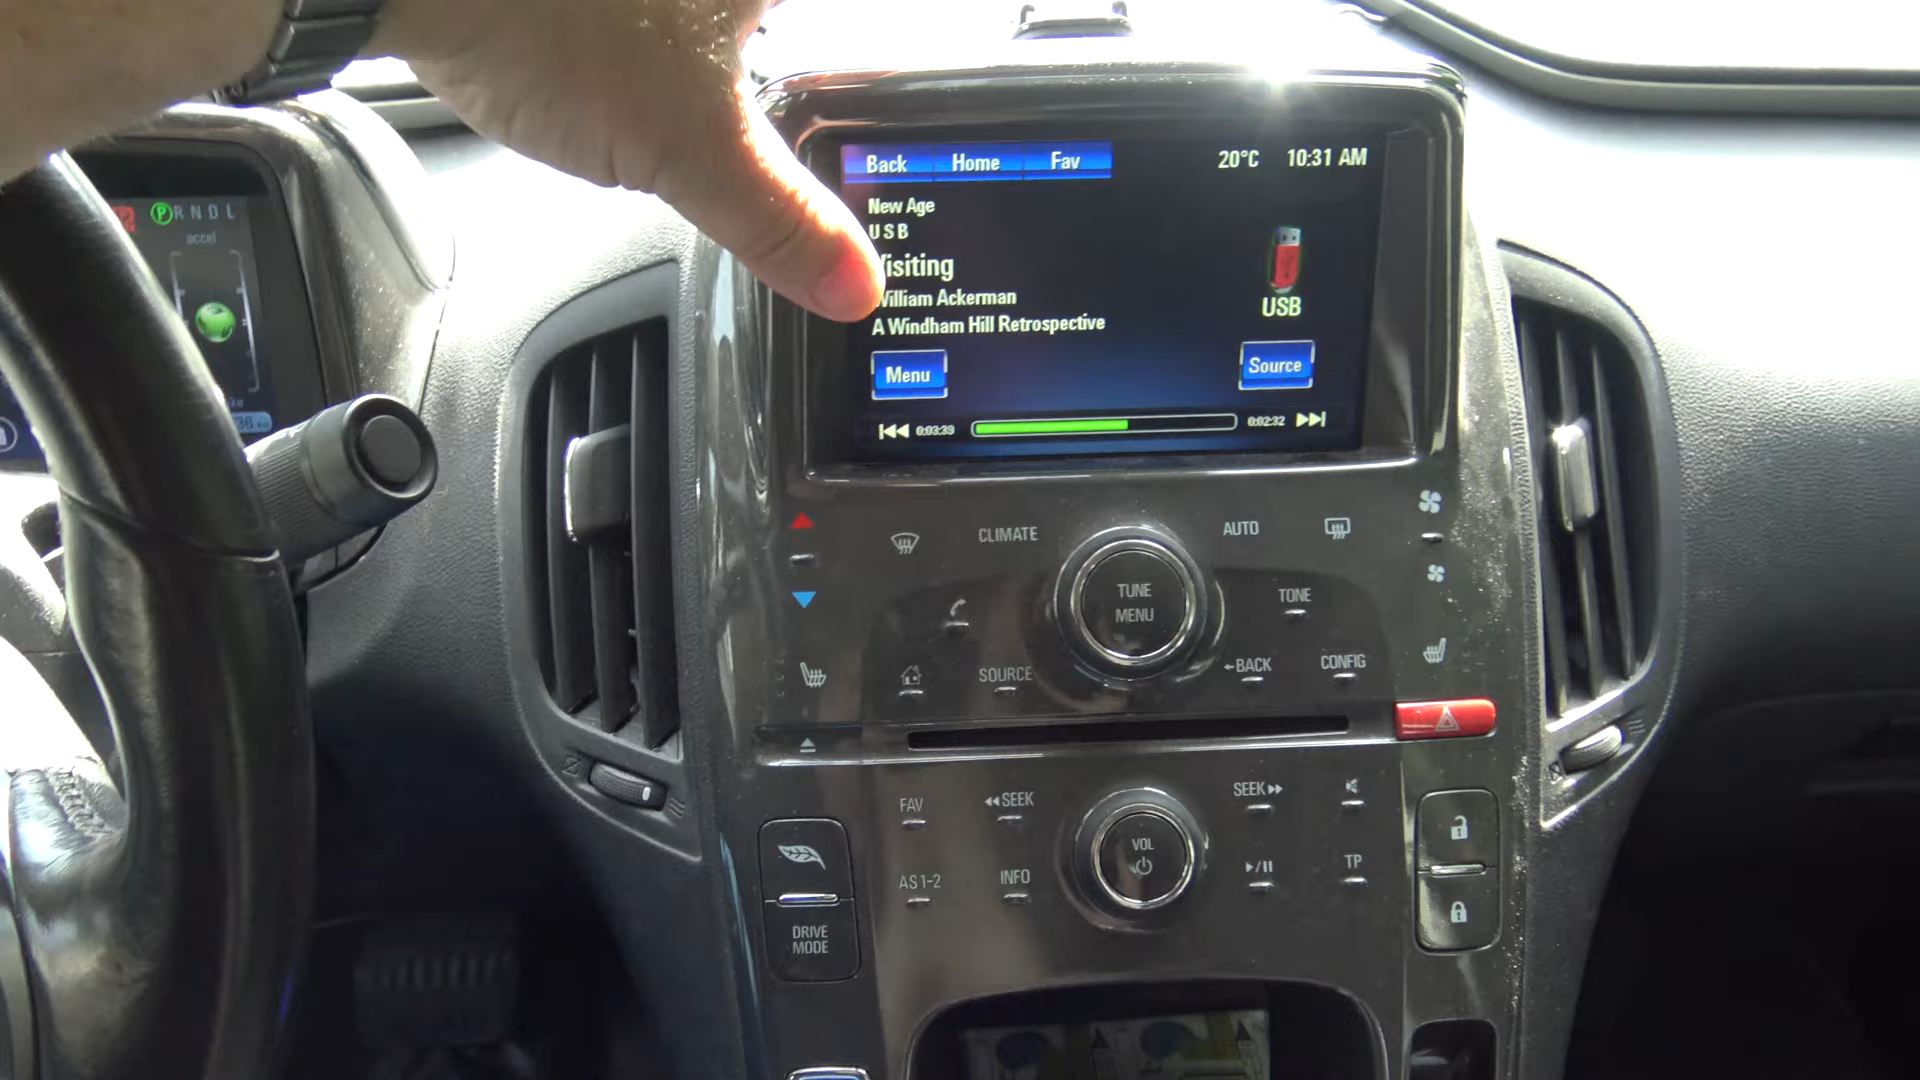 P R N D L
accel
Back Home Fav 20°C 10:31 AM
New Age
USB
isiting
William Ackerman
A Windham Hill Retrospective
USB
Menu
Source
0:03:39 0:02:32
CLIMATE AUTO
TUNE
MENU
TONE
SOURCE ←BACK CONFIG
FAV ◀◀SEEK SEEK▶▶
VOL
AS 1-2 INFO TP
DRIVE
MODE